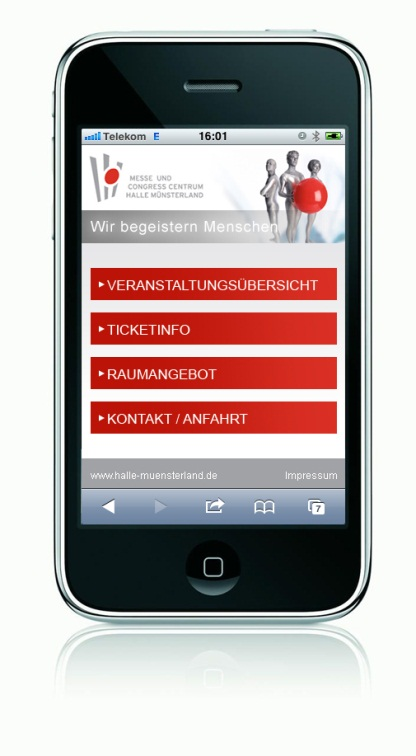 Telekom E 16:01
MESSE UND
CONGRESS CENTRUM
HALLE MÜNSTERLAND
Wir begeistern Menschen
VERANSTALTUNGSÜBERSICHT
TICKETINFO
RAUMANGEBOT
KONTAKT / ANFAHRT
www.halle-muensterland.de Impressum
7